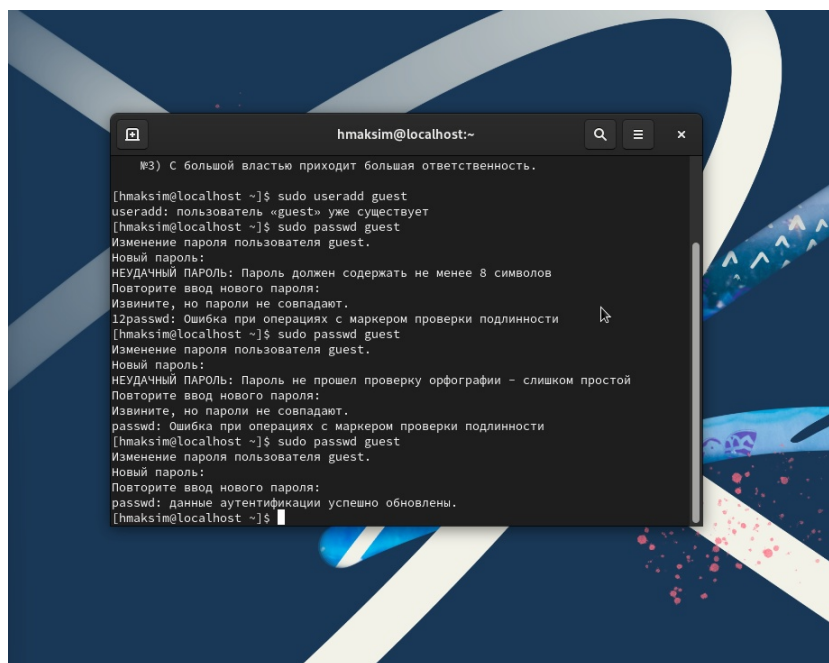 hmaksim@localhost:~
№3) С большой властью приходит большая ответственность.
[hmaksim@localhost ~]$ sudo useradd guest
useradd: пользователь «guest» уже существует
[hmaksim@localhost ~]$ sudo passwd guest
Изменение пароля пользователя guest.
Новый пароль:
НЕУДАЧНЫЙ ПАРОЛЬ: Пароль должен содержать не менее 8 символов
Повторите ввод нового пароля:
Извините, но пароли не совпадают.
12passwd: Ошибка при операциях с маркером проверки подлинности
[hmaksim@localhost ~]$ sudo passwd guest
Изменение пароля пользователя guest.
Новый пароль:
НЕУДАЧНЫЙ ПАРОЛЬ: Пароль не прошел проверку орфографии - слишком простой
Повторите ввод нового пароля:
Извините, но пароли не совпадают.
passwd: Ошибка при операциях с маркером проверки подлинности
[hmaksim@localhost ~]$ sudo passwd guest
Изменение пароля пользователя guest.
Новый пароль:
Повторите ввод нового пароля:
passwd: данные аутентификации успешно обновлены.
[hmaksim@localhost ~]$